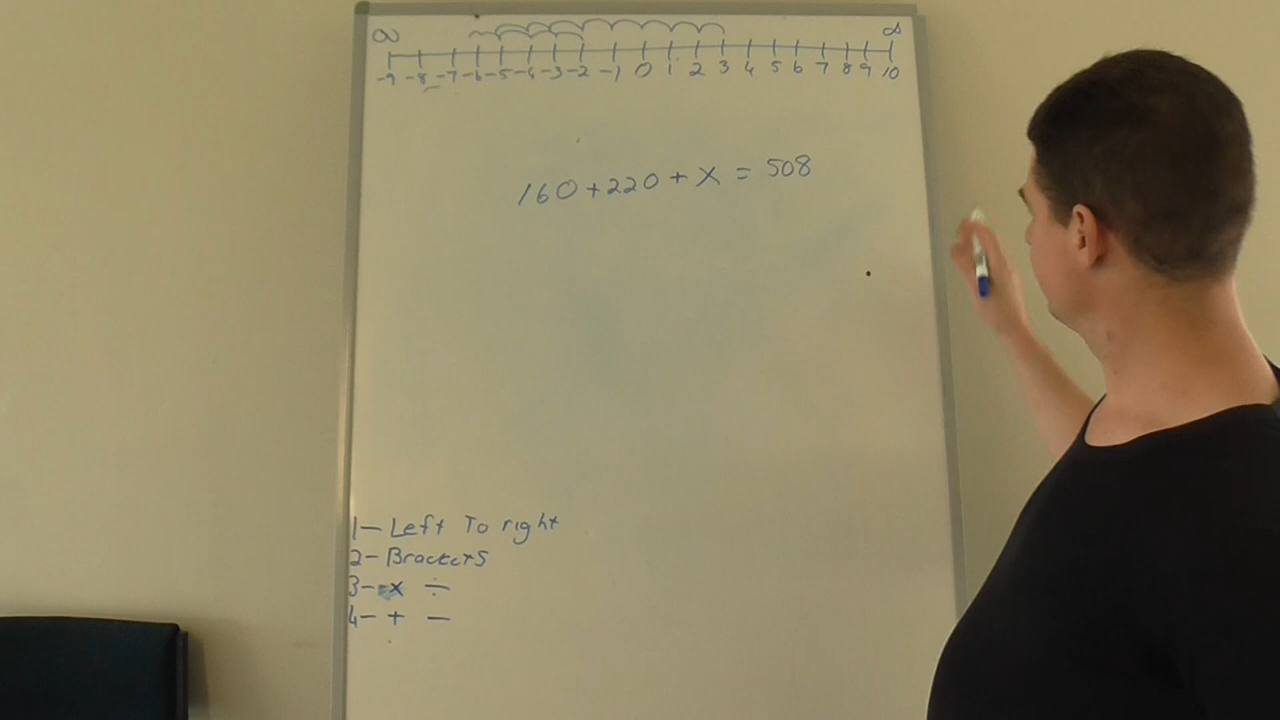 ∞ ∞
-9 -8 -7 -6 -5 -4 -3 -2 -1 0 1 2 3 4 5 6 7 8 9 10
160+220+x=508
1- Left To right
2- Brackets
3- x ÷
4- + -